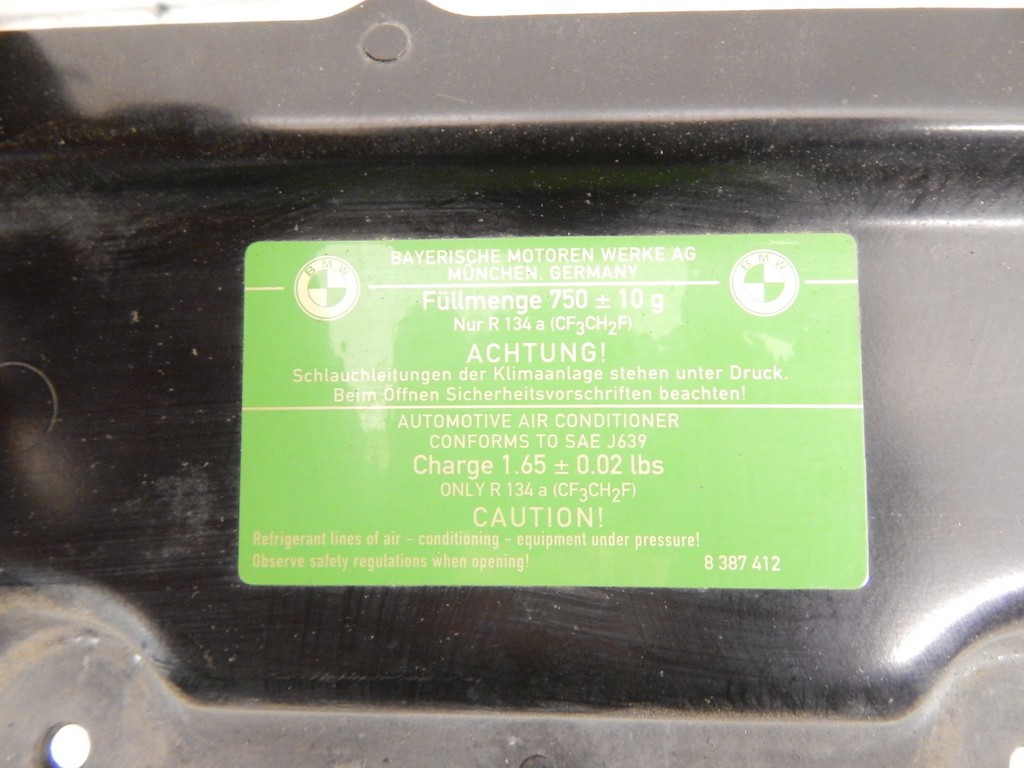 BAYERISCHE MOTOREN WERKE AG
MÜNCHEN, GERMANY
BMW
BMW
Füllmenge 750 ± 10 g
Nur R 134 a (CF₃CH₂F)
ACHTUNG!
Schlauchleitungen der Klimaanlage stehen unter Druck.
Beim Öffnen Sicherheitsvorschriften beachten!
AUTOMOTIVE AIR CONDITIONER
CONFORMS TO SAE J639
Charge 1.65 ± 0.02 lbs
ONLY R 134 a (CF₃CH₂F)
CAUTION!
Refrigerant lines of air - conditioning - equipment under pressure!
Observe safety regulations when opening!
8 387 412